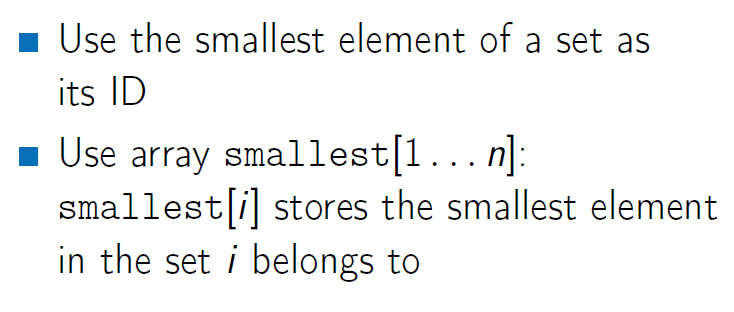 Use the smallest element of a set as
its ID
Use array smallest[1 . . . n]:
smallest[i] stores the smallest element
in the set i belongs to